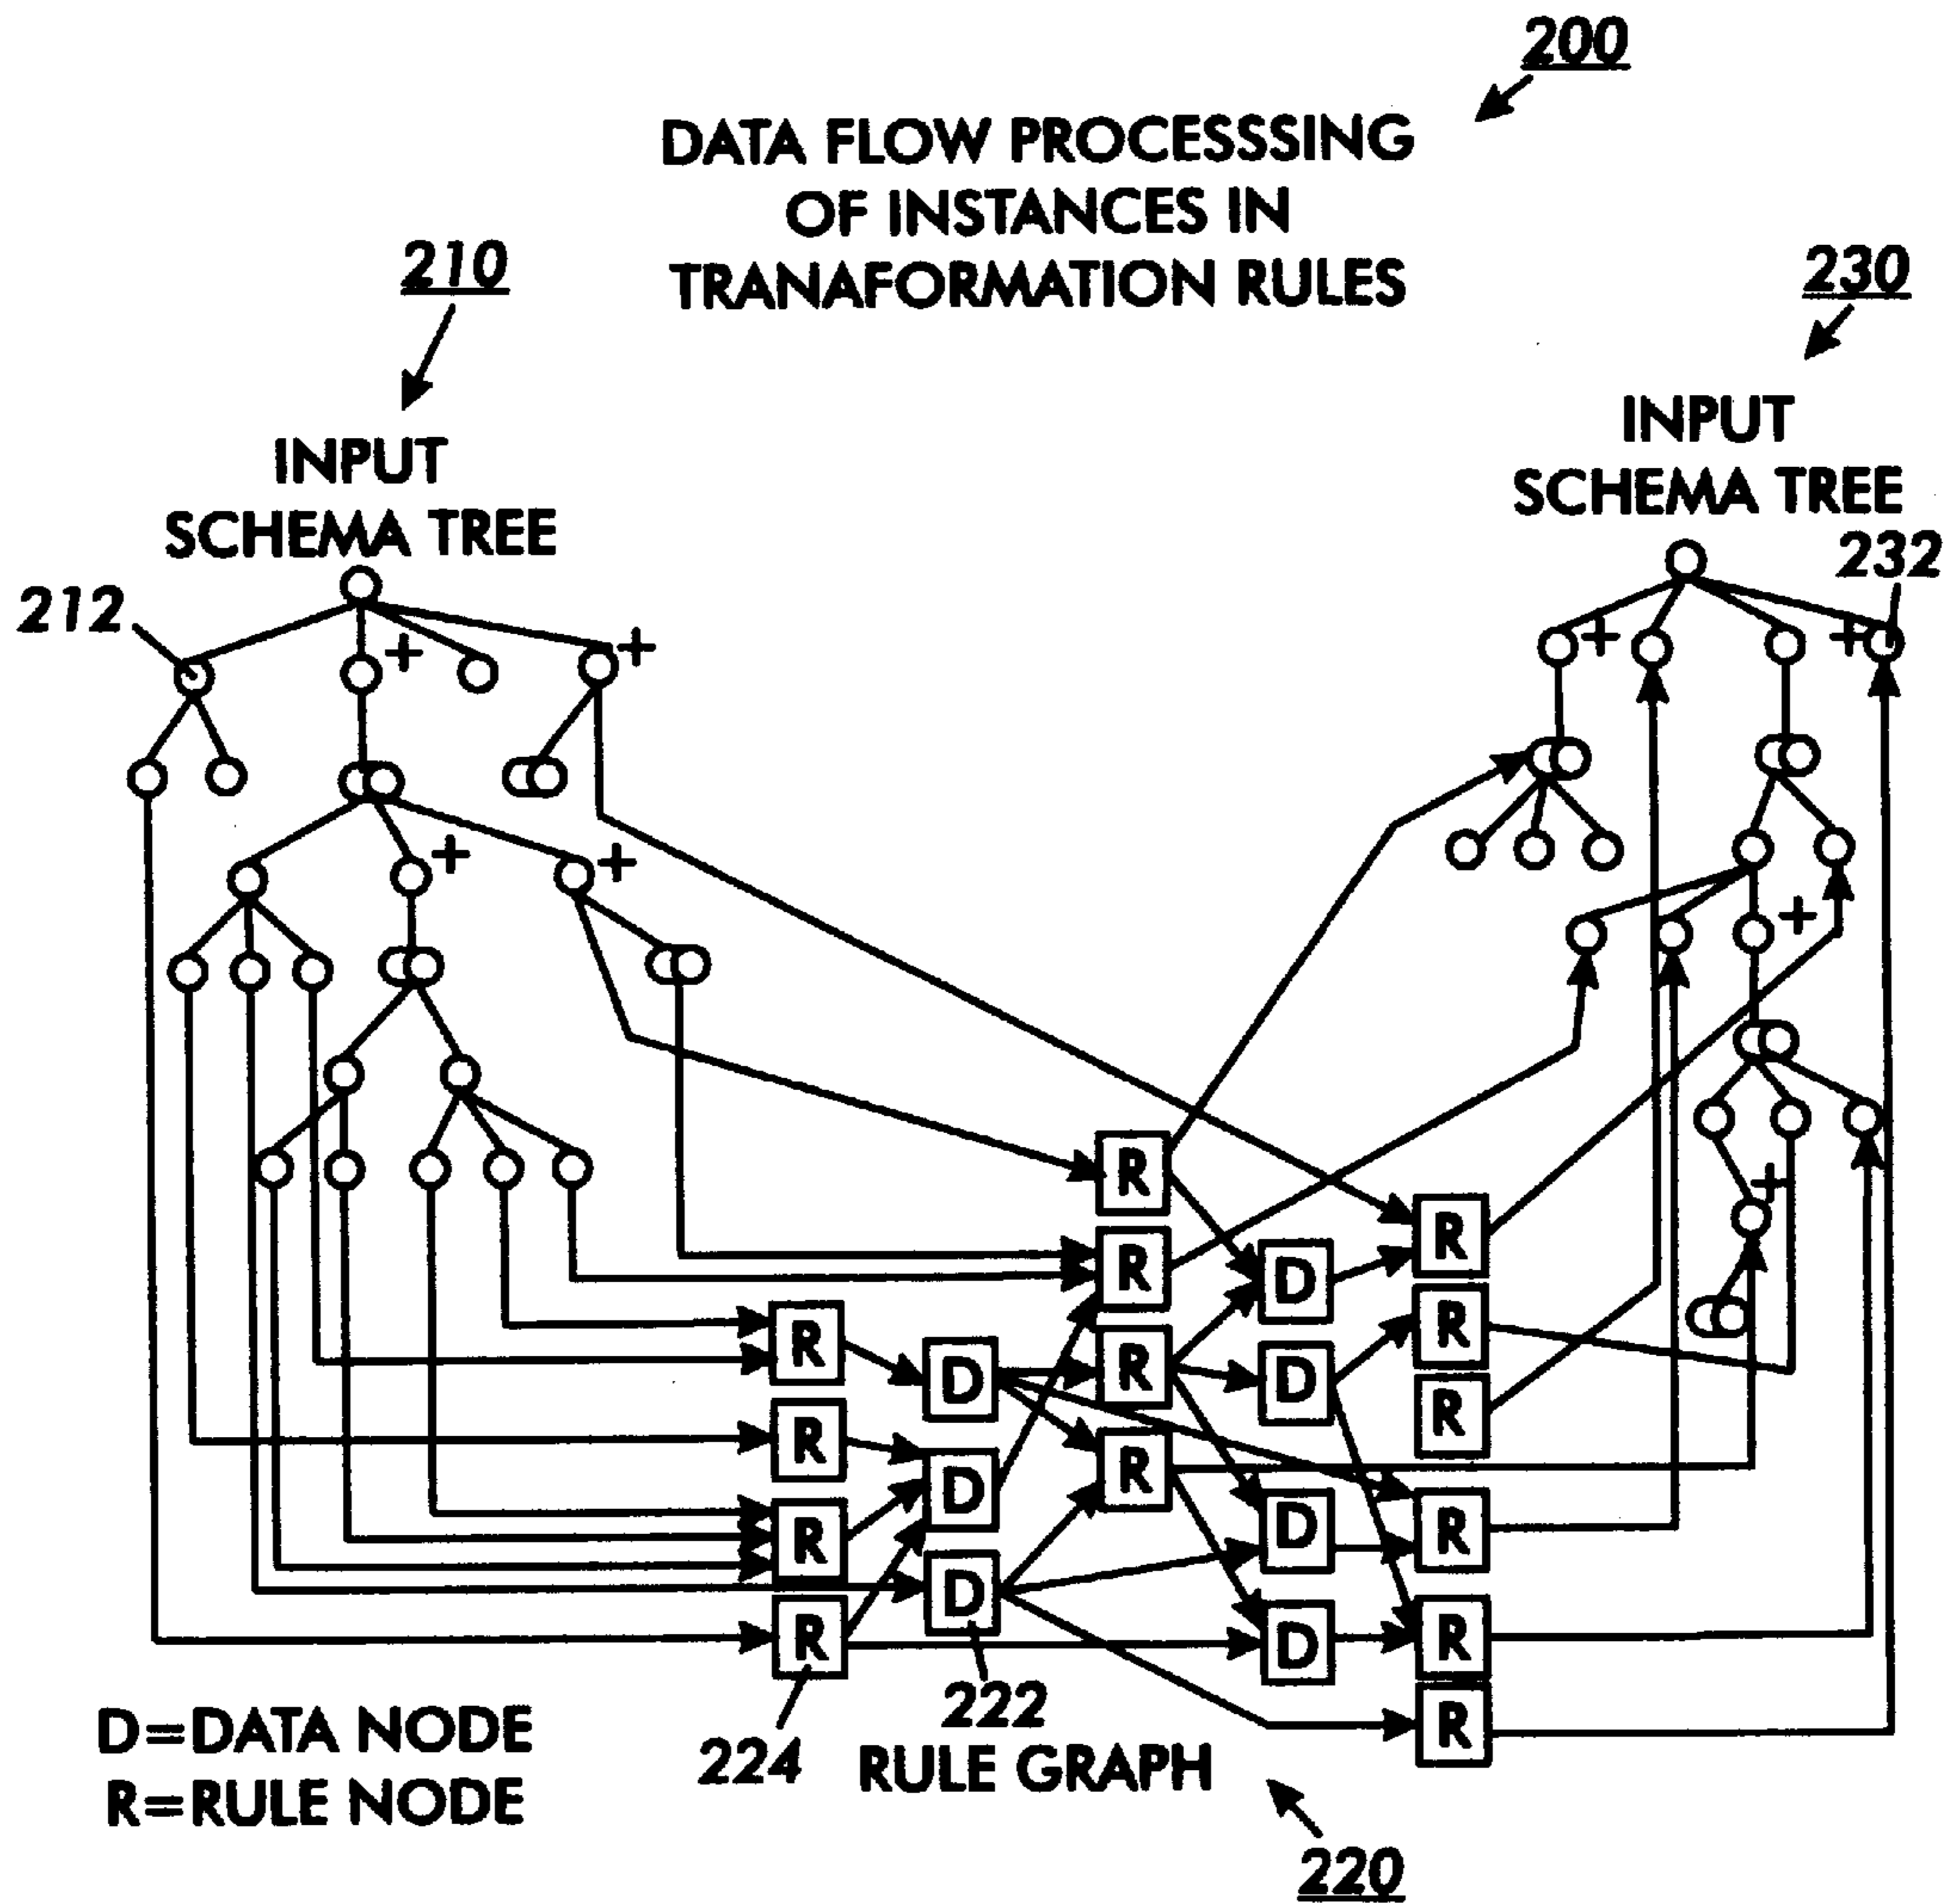 200
DATA FLOW PROCESSSING
OF INSTANCES IN
TRANAFORMATION RULES
210
230
INPUT
SCHEMA TREE
INPUT
SCHEMA TREE
212
232
+
+
+
+
+
+
+
+
R
R
R
R
R
R
R
R
D
D
D
R
R
R
R
R
R
D
D
D
D
224
222
RULE GRAPH
220
D=DATA NODE
R=RULE NODE